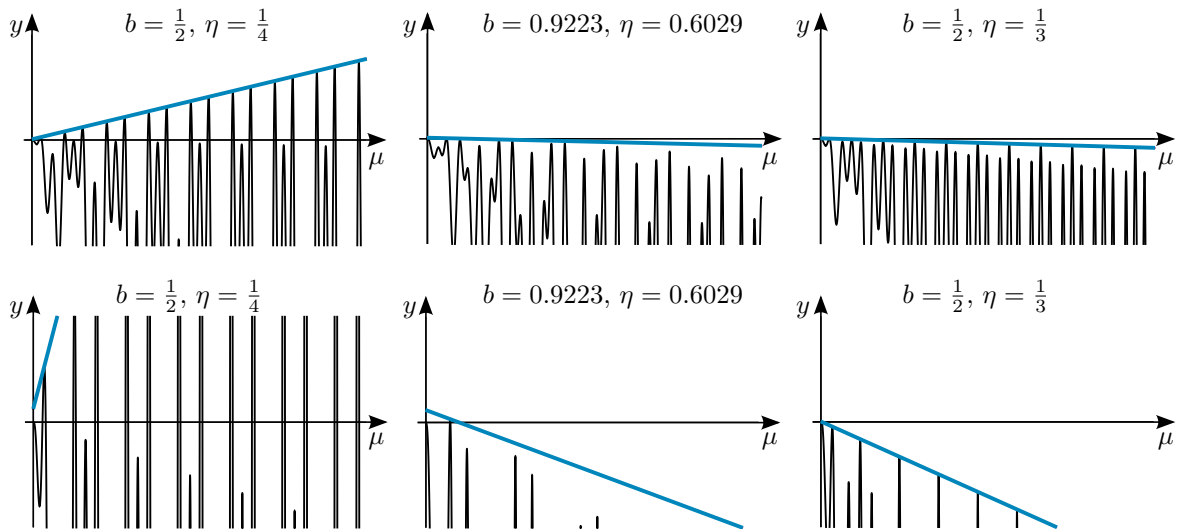 y
b = 1/2, η = 1/4
μ
y
b = 0.9223, η = 0.6029
μ
y
b = 1/2, η = 1/3
μ
y
b = 1/2, η = 1/4
μ
y
b = 0.9223, η = 0.6029
μ
y
b = 1/2, η = 1/3
μ